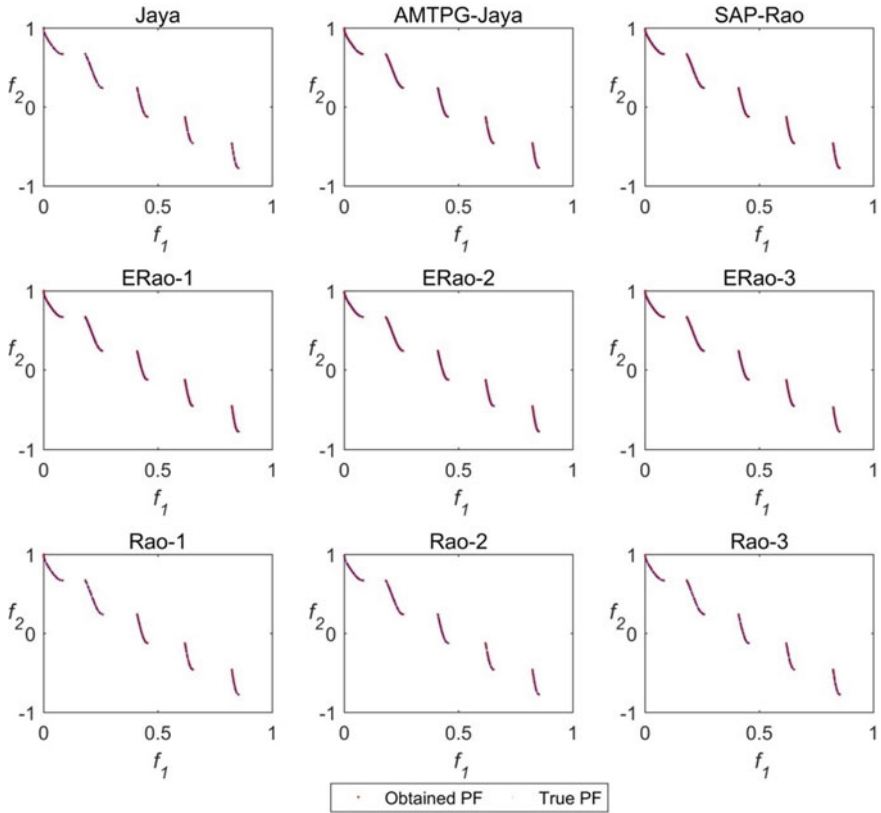 Jaya AMTPG-Jaya SAP-Rao
1 1 1
f2 f2 f2
0 0 0
-1 -1 -1
0 0.5 1 0 0.5 1 0 0.5 1
f1 f1 f1
ERao-1 ERao-2 ERao-3
1 1 1
f2 f2 f2
0 0 0
-1 -1 -1
0 0.5 1 0 0.5 1 0 0.5 1
f1 f1 f1
Rao-1 Rao-2 Rao-3
1 1 1
f2 f2 f2
0 0 0
-1 -1 -1
0 0.5 1 0 0.5 1 0 0.5 1
f1 f1 f1
Obtained PF True PF